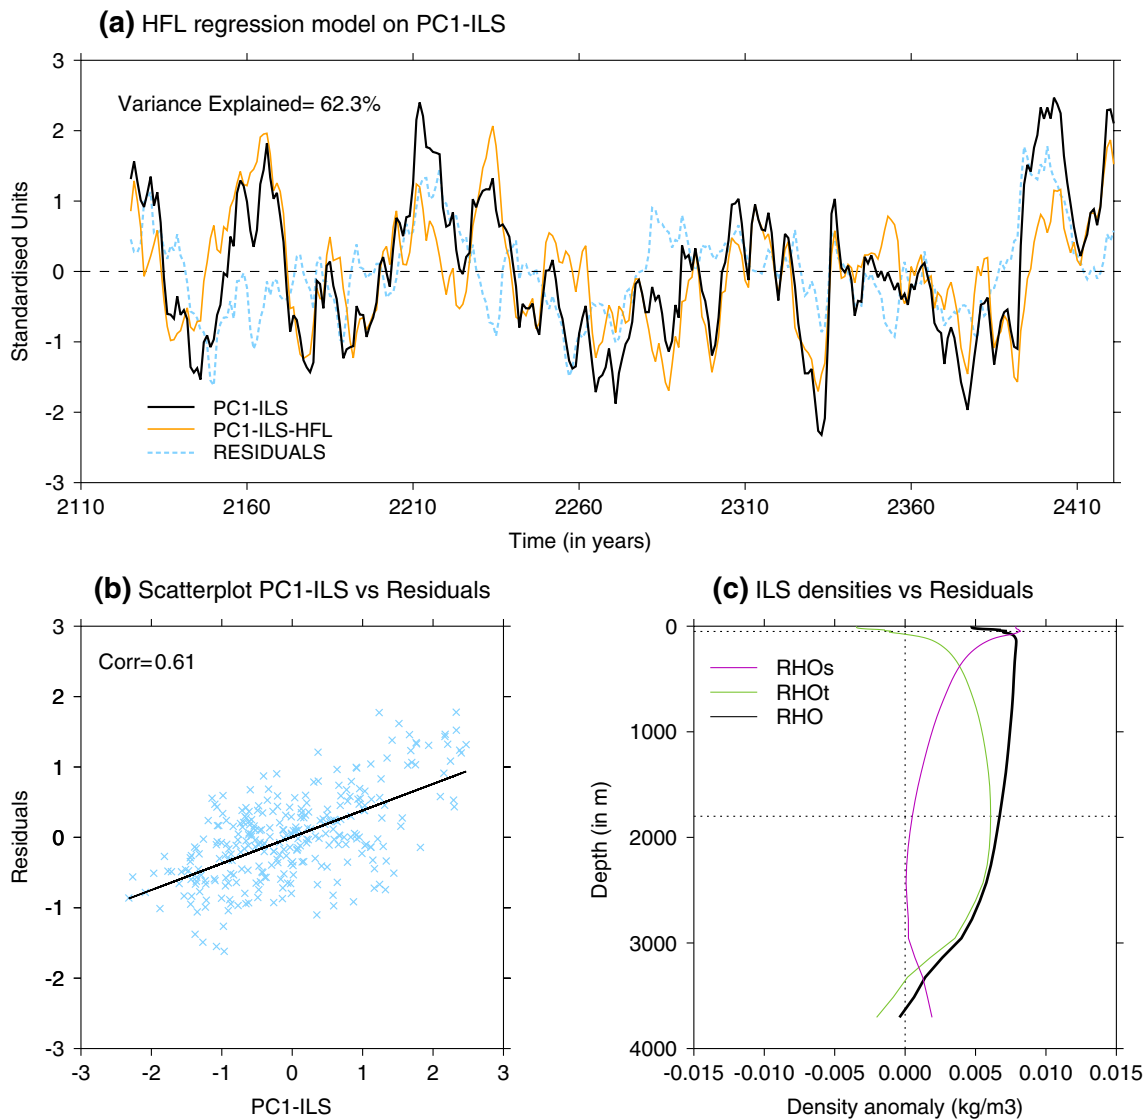 (a) HFL regression model on PC1-ILS
3
2
1
0
-1
-2
-3
Standardised Units
Variance Explained= 62.3%
PC1-ILS
PC1-ILS-HFL
RESIDUALS
2110 2160 2210 2260 2310 2360 2410
Time (in years)
(b) Scatterplot PC1-ILS vs Residuals
3
2
1
0
-1
-2
-3
Residuals
Corr=0.61
-3 -2 -1 0 1 2 3
PC1-ILS
(c) ILS densities vs Residuals
0
1000
2000
3000
4000
Depth (in m)
RHOs
RHOt
RHO
-0.015 -0.010 -0.005 0.000 0.005 0.010 0.015
Density anomaly (kg/m3)